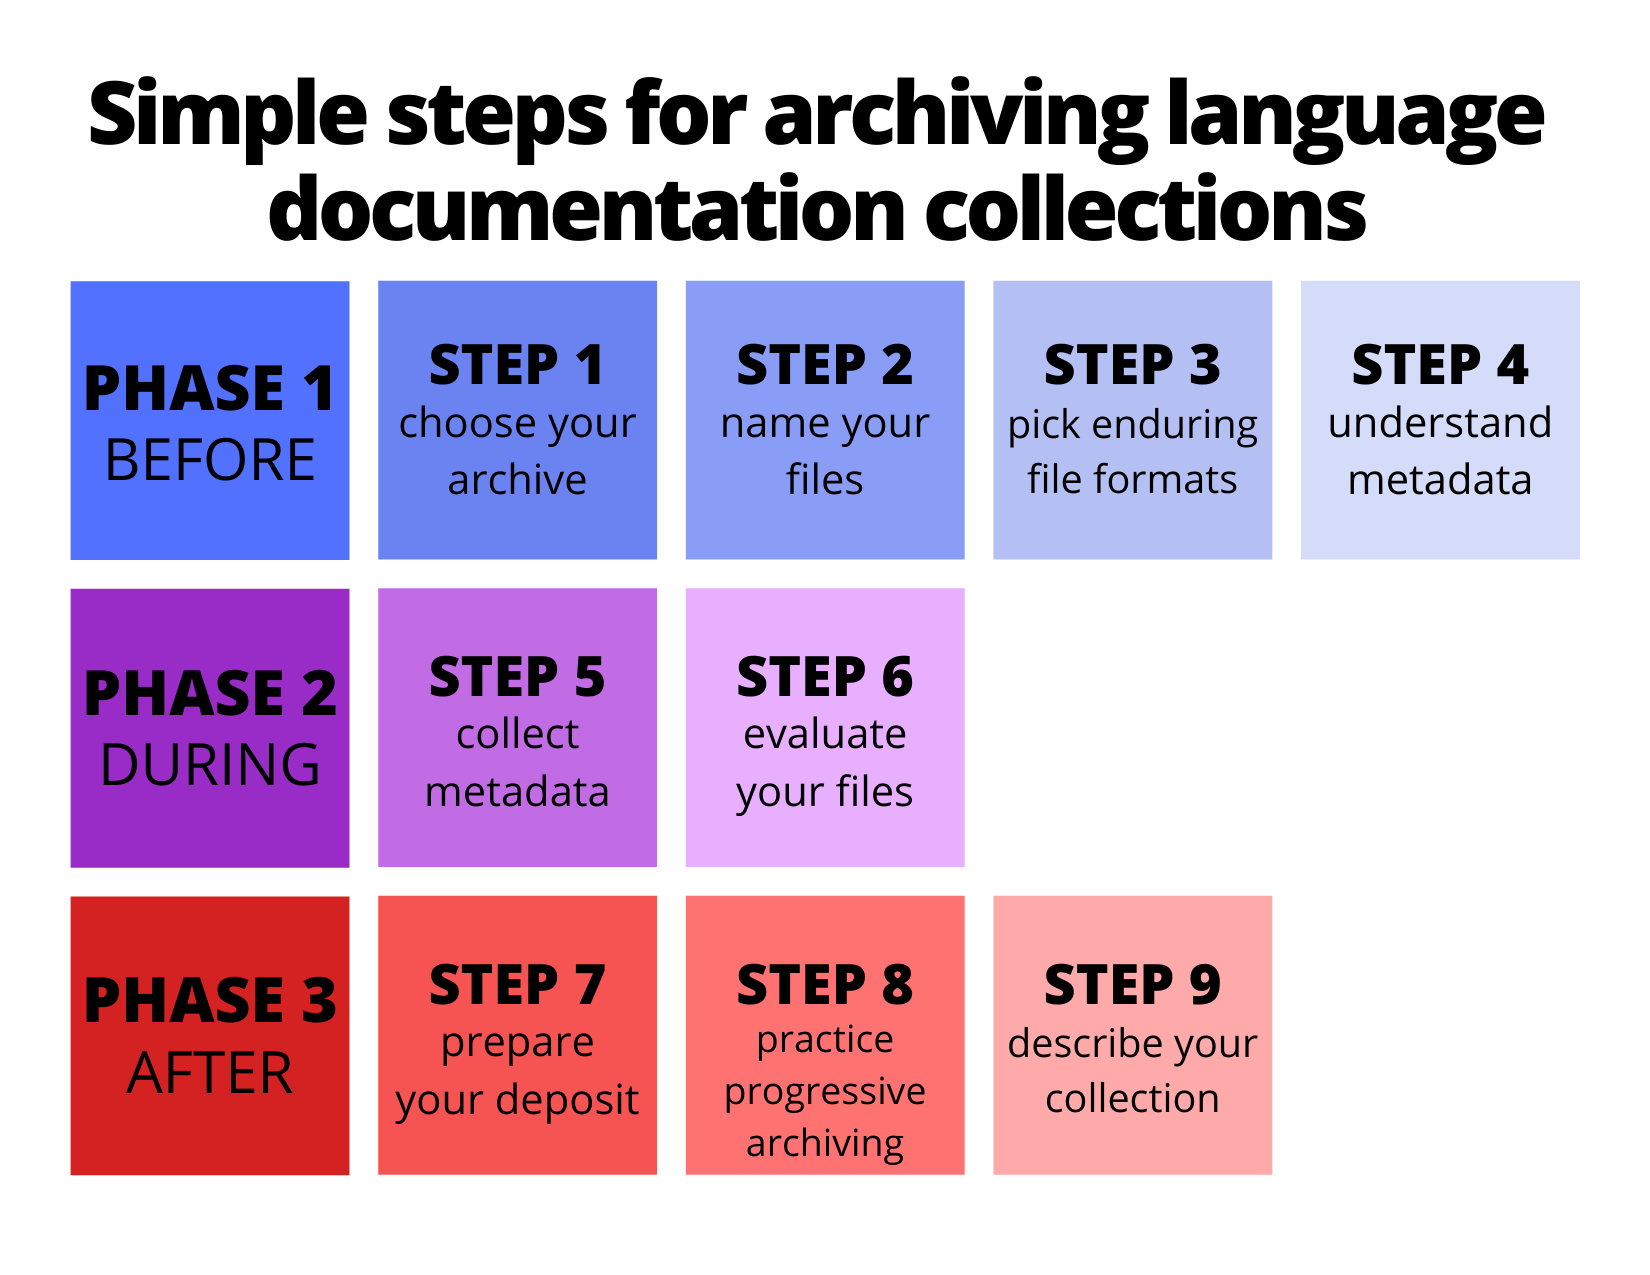 Simple steps for archiving language
documentation collections
PHASE 1
BEFORE
STEP 1
choose your
archive
STEP 2
name your
files
STEP 3
pick enduring
file formats
STEP 4
understand
metadata
PHASE 2
DURING
STEP 5
collect
metadata
STEP 6
evaluate
your files
PHASE 3
AFTER
STEP 7
prepare
your deposit
STEP 8
practice
progressive
archiving
STEP 9
describe your
collection